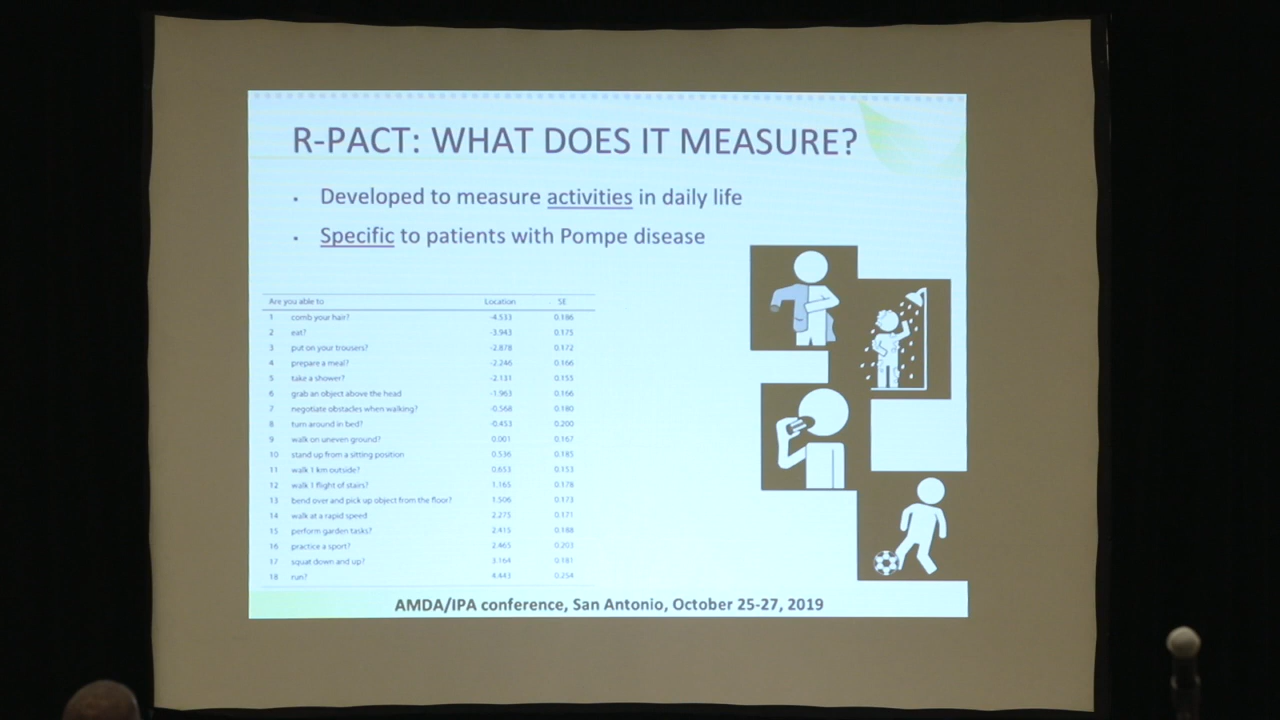 R-PACT: WHAT DOES IT MEASURE?
• Developed to measure activities in daily life
• Specific to patients with Pompe disease
Are you able to Location SE
1 comb your hair? -4.533 0.186
2 eat? -3.943 0.175
3 put on your trousers? -2.878 0.172
4 prepare a meal? -2.246 0.166
5 take a shower? -2.131 0.155
6 grab an object above the head -1.963 0.166
7 negotiate obstacles when walking? -0.568 0.180
8 turn around in bed? -0.453 0.200
9 walk on uneven ground? 0.001 0.167
10 stand up from a sitting position 0.536 0.185
11 walk 1 km outside? 0.653 0.153
12 walk 1 flight of stairs? 1.165 0.178
13 bend over and pick up object from the floor? 1.506 0.173
14 walk at a rapid speed 2.275 0.171
15 perform garden tasks? 2.415 0.188
16 practice a sport? 2.465 0.203
17 squat down and up? 3.164 0.181
18 run? 4.443 0.254
AMDA/IPA conference, San Antonio, October 25-27, 2019